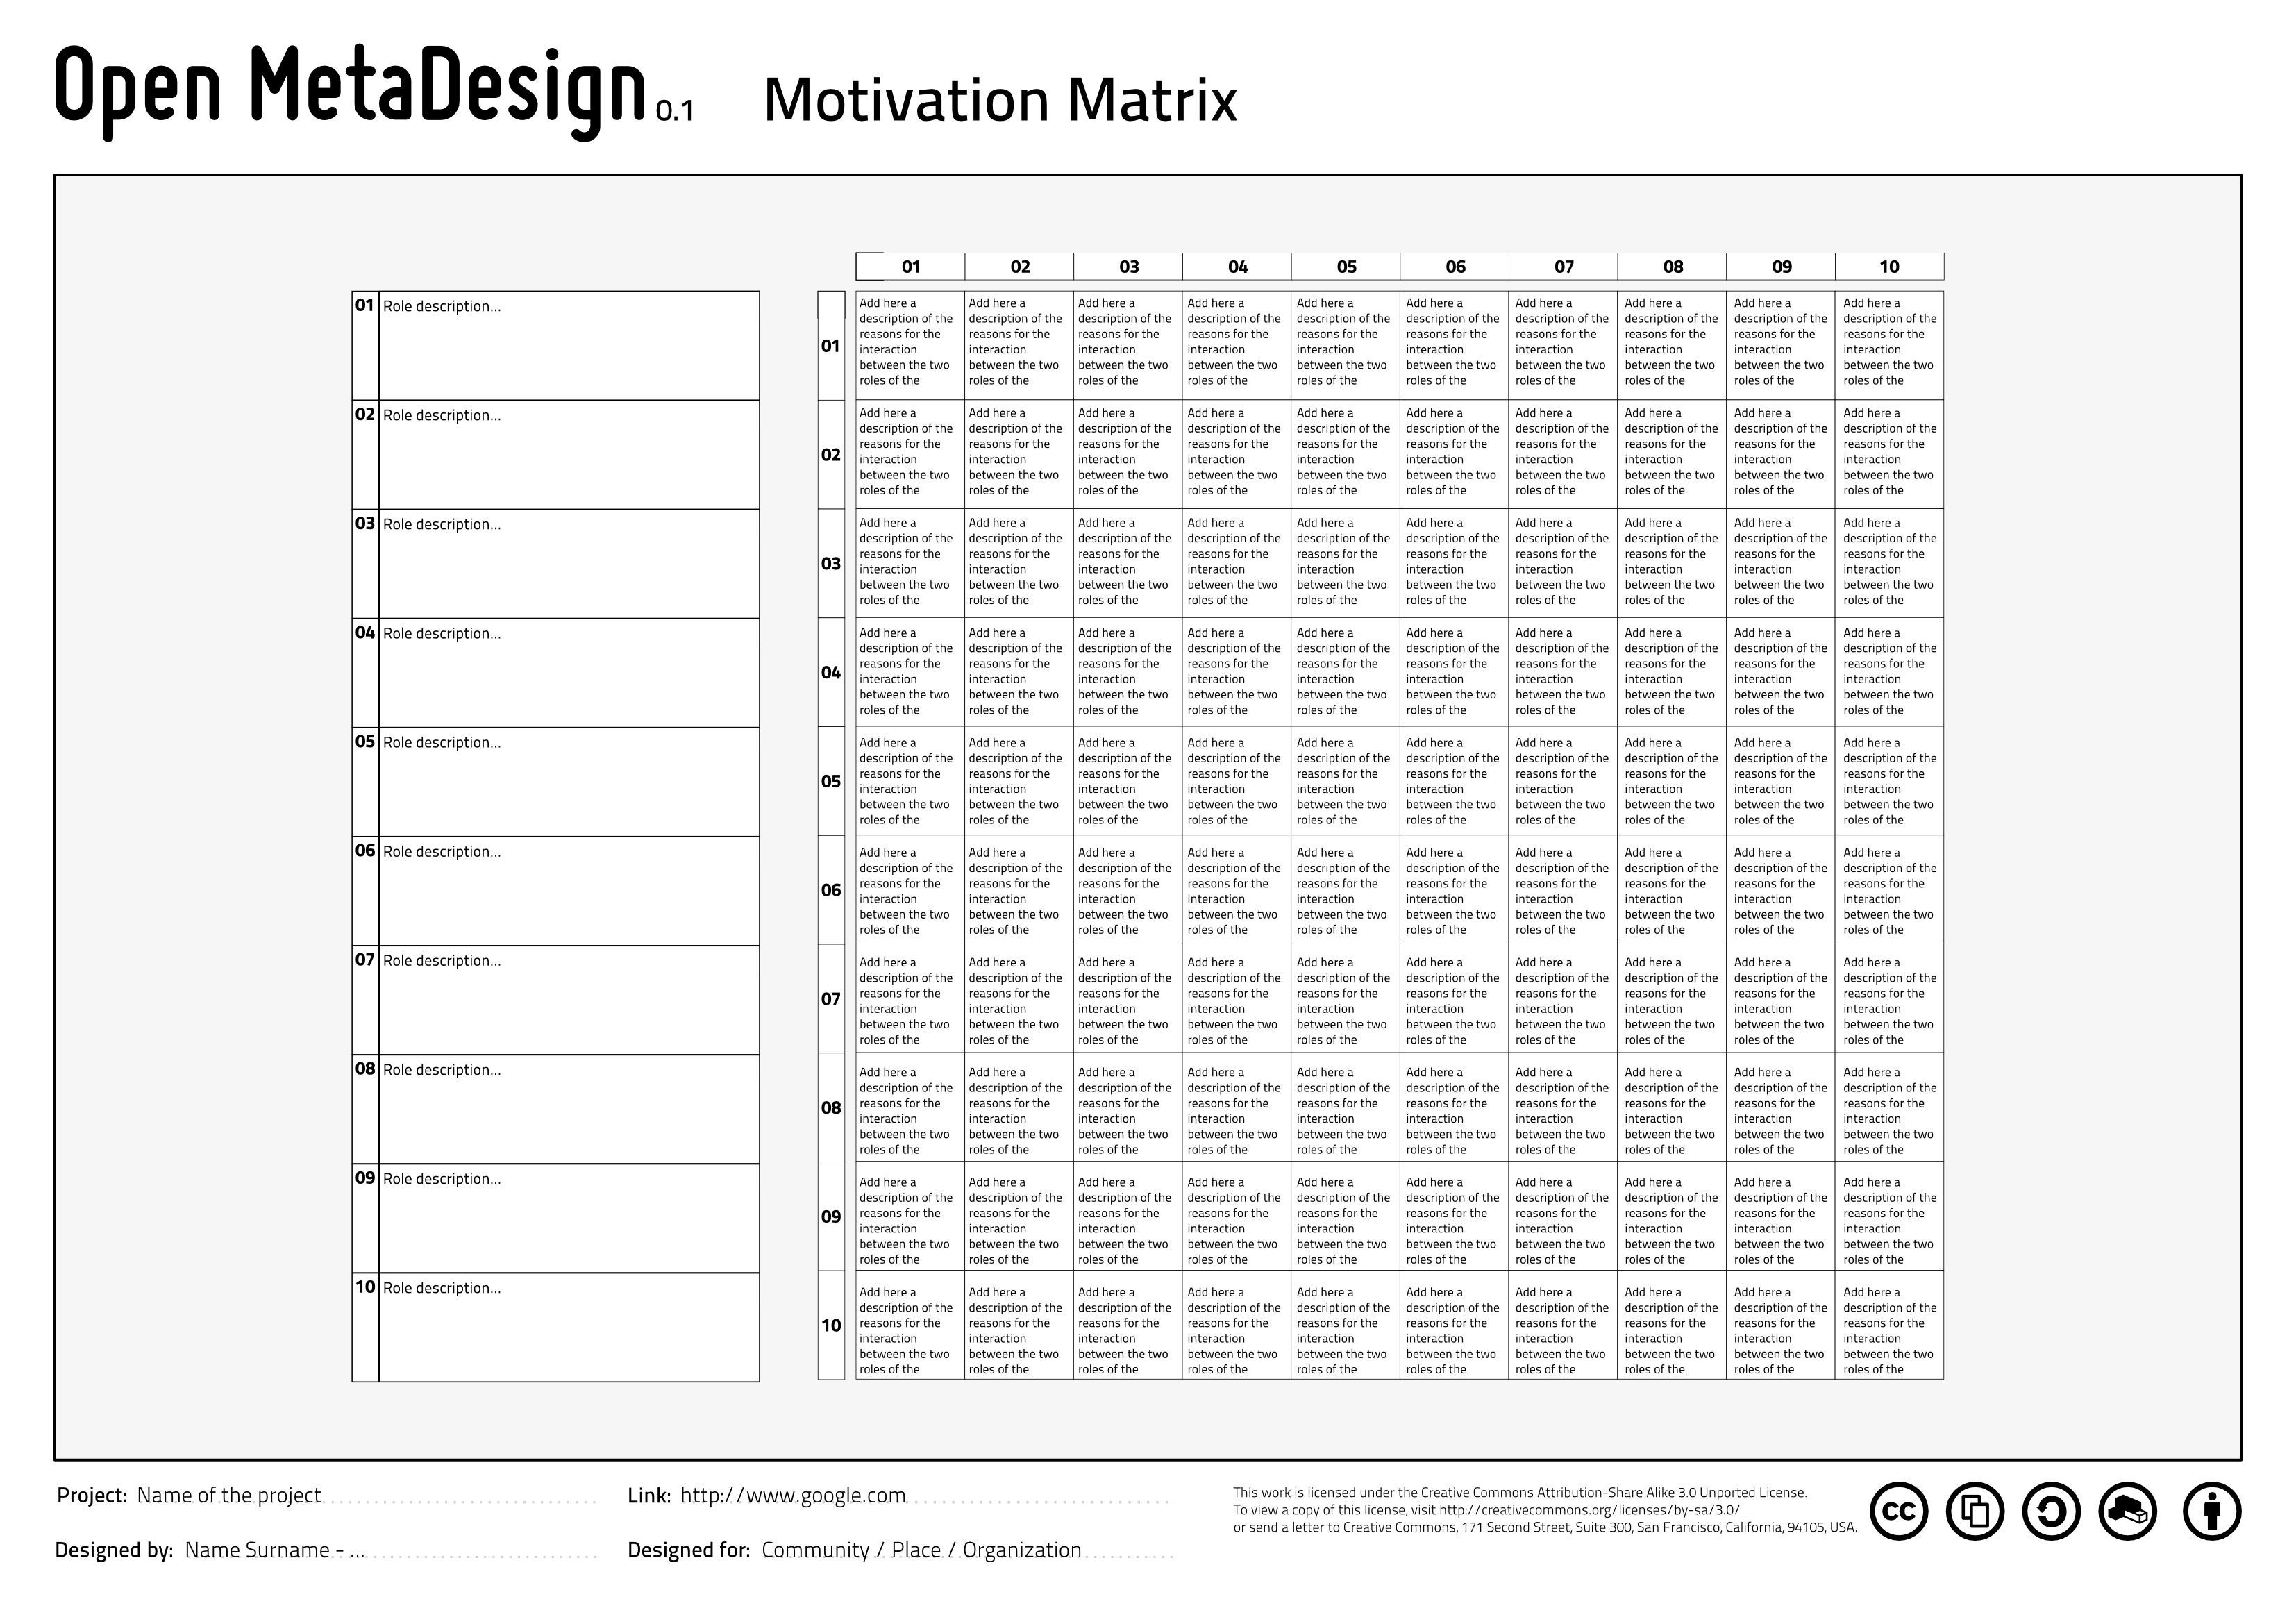 Open MetaDesign 0.1 Motivation Matrix
01 Role description...
02 Role description...
03 Role description...
04 Role description...
05 Role description...
06 Role description...
07 Role description...
08 Role description...
09 Role description...
10 Role description...
01 02 03 04 05 06 07 08 09 10
01
Add here a Add here a Add here a Add here a Add here a Add here a Add here a Add here a Add here a Add here a
description of the description of the description of the description of the description of the description of the description of the description of the description of the description of the
reasons for the reasons for the reasons for the reasons for the reasons for the reasons for the reasons for the reasons for the reasons for the reasons for the
interaction interaction interaction interaction interaction interaction interaction interaction interaction interaction
between the two between the two between the two between the two between the two between the two between the two between the two between the two between the two
roles of the roles of the roles of the roles of the roles of the roles of the roles of the roles of the roles of the roles of the
02
Add here a Add here a Add here a Add here a Add here a Add here a Add here a Add here a Add here a Add here a
description of the description of the description of the description of the description of the description of the description of the description of the description of the description of the
reasons for the reasons for the reasons for the reasons for the reasons for the reasons for the reasons for the reasons for the reasons for the reasons for the
interaction interaction interaction interaction interaction interaction interaction interaction interaction interaction
between the two between the two between the two between the two between the two between the two between the two between the two between the two between the two
roles of the roles of the roles of the roles of the roles of the roles of the roles of the roles of the roles of the roles of the
03
Add here a Add here a Add here a Add here a Add here a Add here a Add here a Add here a Add here a Add here a
description of the description of the description of the description of the description of the description of the description of the description of the description of the description of the
reasons for the reasons for the reasons for the reasons for the reasons for the reasons for the reasons for the reasons for the reasons for the reasons for the
interaction interaction interaction interaction interaction interaction interaction interaction interaction interaction
between the two between the two between the two between the two between the two between the two between the two between the two between the two between the two
roles of the roles of the roles of the roles of the roles of the roles of the roles of the roles of the roles of the roles of the
04
Add here a Add here a Add here a Add here a Add here a Add here a Add here a Add here a Add here a Add here a
description of the description of the description of the description of the description of the description of the description of the description of the description of the description of the
reasons for the reasons for the reasons for the reasons for the reasons for the reasons for the reasons for the reasons for the reasons for the reasons for the
interaction interaction interaction interaction interaction interaction interaction interaction interaction interaction
between the two between the two between the two between the two between the two between the two between the two between the two between the two between the two
roles of the roles of the roles of the roles of the roles of the roles of the roles of the roles of the roles of the roles of the
05
Add here a Add here a Add here a Add here a Add here a Add here a Add here a Add here a Add here a Add here a
description of the description of the description of the description of the description of the description of the description of the description of the description of the description of the
reasons for the reasons for the reasons for the reasons for the reasons for the reasons for the reasons for the reasons for the reasons for the reasons for the
interaction interaction interaction interaction interaction interaction interaction interaction interaction interaction
between the two between the two between the two between the two between the two between the two between the two between the two between the two between the two
roles of the roles of the roles of the roles of the roles of the roles of the roles of the roles of the roles of the roles of the
06
Add here a Add here a Add here a Add here a Add here a Add here a Add here a Add here a Add here a Add here a
description of the description of the description of the description of the description of the description of the description of the description of the description of the description of the
reasons for the reasons for the reasons for the reasons for the reasons for the reasons for the reasons for the reasons for the reasons for the reasons for the
interaction interaction interaction interaction interaction interaction interaction interaction interaction interaction
between the two between the two between the two between the two between the two between the two between the two between the two between the two between the two
roles of the roles of the roles of the roles of the roles of the roles of the roles of the roles of the roles of the roles of the
07
Add here a Add here a Add here a Add here a Add here a Add here a Add here a Add here a Add here a Add here a
description of the description of the description of the description of the description of the description of the description of the description of the description of the description of the
reasons for the reasons for the reasons for the reasons for the reasons for the reasons for the reasons for the reasons for the reasons for the reasons for the
interaction interaction interaction interaction interaction interaction interaction interaction interaction interaction
between the two between the two between the two between the two between the two between the two between the two between the two between the two between the two
roles of the roles of the roles of the roles of the roles of the roles of the roles of the roles of the roles of the roles of the
08
Add here a Add here a Add here a Add here a Add here a Add here a Add here a Add here a Add here a Add here a
description of the description of the description of the description of the description of the description of the description of the description of the description of the description of the
reasons for the reasons for the reasons for the reasons for the reasons for the reasons for the reasons for the reasons for the reasons for the reasons for the
interaction interaction interaction interaction interaction interaction interaction interaction interaction interaction
between the two between the two between the two between the two between the two between the two between the two between the two between the two between the two
roles of the roles of the roles of the roles of the roles of the roles of the roles of the roles of the roles of the roles of the
09
Add here a Add here a Add here a Add here a Add here a Add here a Add here a Add here a Add here a Add here a
description of the description of the description of the description of the description of the description of the description of the description of the description of the description of the
reasons for the reasons for the reasons for the reasons for the reasons for the reasons for the reasons for the reasons for the reasons for the reasons for the
interaction interaction interaction interaction interaction interaction interaction interaction interaction interaction
between the two between the two between the two between the two between the two between the two between the two between the two between the two between the two
roles of the roles of the roles of the roles of the roles of the roles of the roles of the roles of the roles of the roles of the
10
Add here a Add here a Add here a Add here a Add here a Add here a Add here a Add here a Add here a Add here a
description of the description of the description of the description of the description of the description of the description of the description of the description of the description of the
reasons for the reasons for the reasons for the reasons for the reasons for the reasons for the reasons for the reasons for the reasons for the reasons for the
interaction interaction interaction interaction interaction interaction interaction interaction interaction interaction
between the two between the two between the two between the two between the two between the two between the two between the two between the two between the two
roles of the roles of the roles of the roles of the roles of the roles of the roles of the roles of the roles of the roles of the
Project: Name of the project
Designed by: Name Surname - ...
Link: http://www.google.com
Designed for: Community / Place / Organization
This work is licensed under the Creative Commons Attribution-Share Alike 3.0 Unported License.
To view a copy of this license, visit http://creativecommons.org/licenses/by-sa/3.0/
or send a letter to Creative Commons, 171 Second Street, Suite 300, San Francisco, California, 94105, USA.
cc